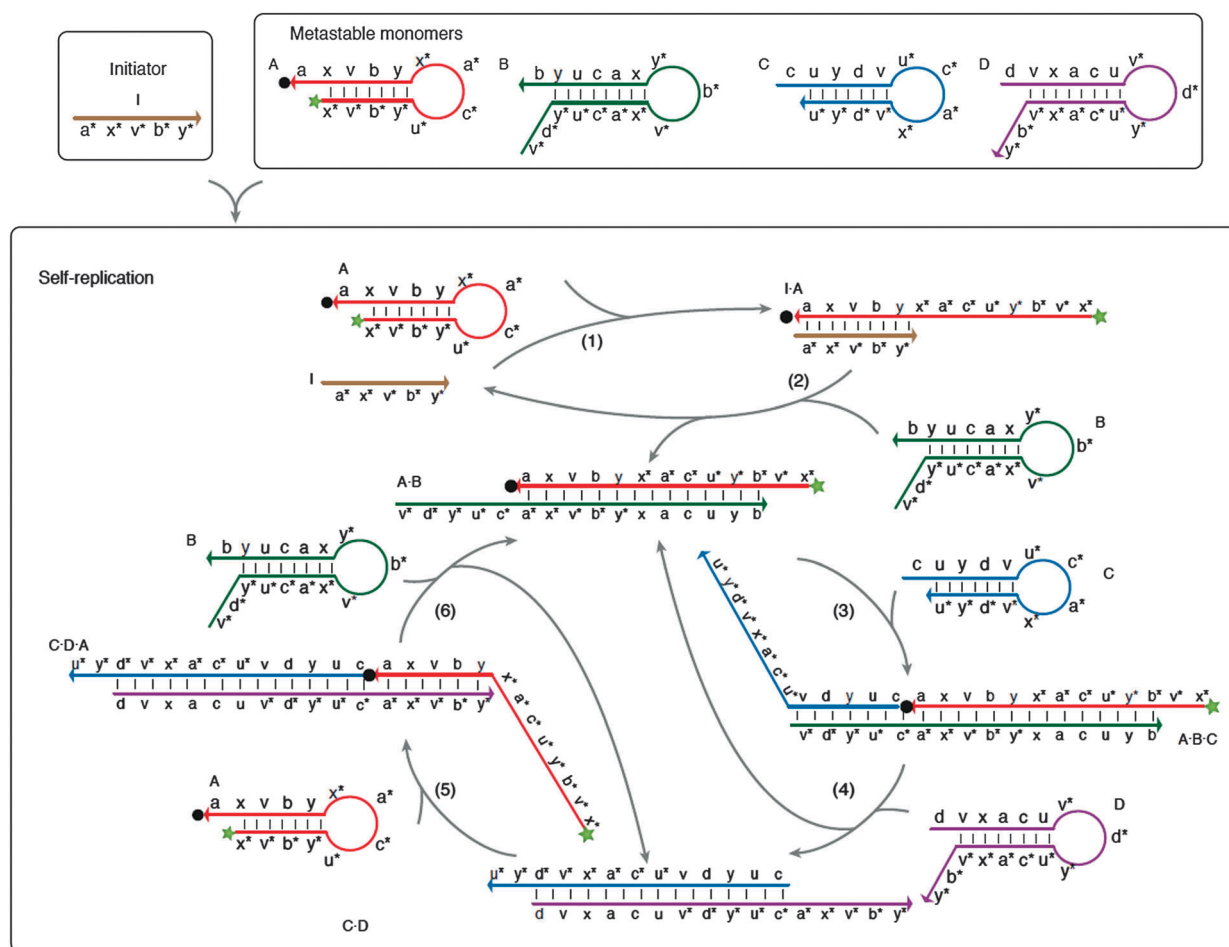 Initiator
I
a* x* v* b* y*
Metastable monomers
A
a x v b y x* a*
x* v* b* y* u* c*
B
b y u c a x y* b*
y* u* c* a* x* v*
d*
v*
C
c u y d v u* c*
u* y* d* v* x* a*
D
d v x a c u v* d*
v* x* a* c* u* y*
b*
y*
Self-replication
A
a x v b y x* a*
x* v* b* y* u* c*
(1)
I
a* x* v* b* y*
I·A
a x v b y x* a* c* u* y* b* v* x*
a* x* v* b* y*
(2)
B
b y u c a x y* b*
y* u* c* a* x* v*
d*
v*
A·B
a x v b y x* a* c* u* y* b* v* x*
v* d* y* u* c* a* x* v* b* y* x a c u y b
B
b y u c a x y* b*
y* u* c* a* x* v*
d*
v*
(6)
(3)
C
c u y d v u* c*
u* y* d* v* x* a*
C·D·A
u* y* d* v* x* a* c* u* v d y u c a x v b y
x* a* c* u* y* b* v* x*
d v x a c u v* d* y* u* c* a* x* v* b* y*
u* y* d* v* x* a* c* u*
v d y u c a x v b y x* a* c* u* y* b* v* x*
v* d* y* u* c* a* x* v* b* y* x a c u y b
A·B·C
(5)
(4)
A
a x v b y x* a*
x* v* b* y* u* c*
D
d v x a c u v* d*
v* x* a* c* u* y*
b*
y*
u* y* d* v* x* a* c* u* v d y u c
d v x a c u v* d* y* u* c* a* x* v* b* y*
C·D